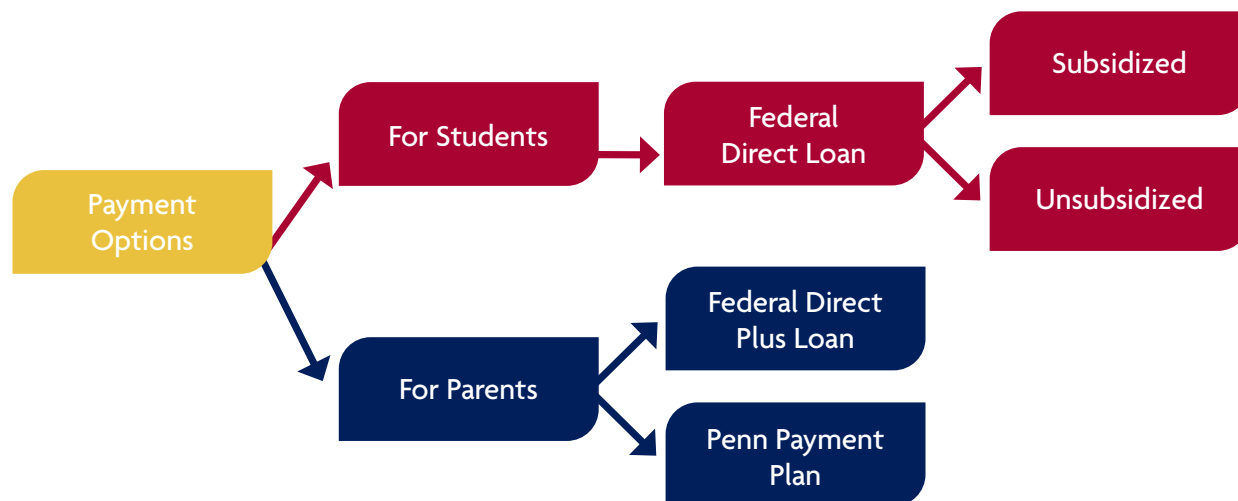 Payment
Options
For Students
Federal
Direct Loan
Subsidized
Unsubsidized
For Parents
Federal Direct
Plus Loan
Penn Payment
Plan